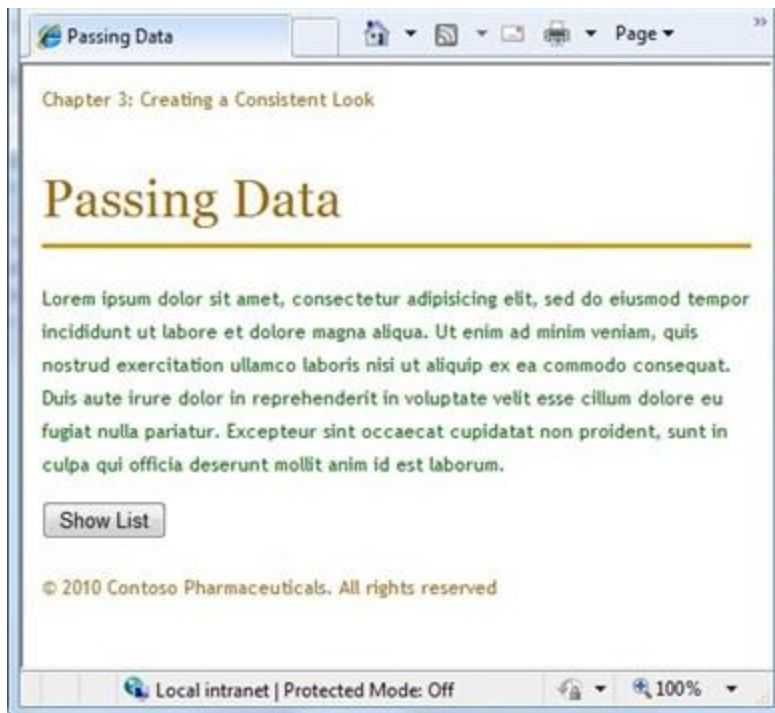 Passing Data
Page
Chapter 3: Creating a Consistent Look
Passing Data
Lorem ipsum dolor sit amet, consectetur adipisicing elit, sed do eiusmod tempor
incididunt ut labore et dolore magna aliqua. Ut enim ad minim veniam, quis
nostrud exercitation ullamco laboris nisi ut aliquip ex ea commodo consequat.
Duis aute irure dolor in reprehenderit in voluptate velit esse cillum dolore eu
fugiat nulla pariatur. Excepteur sint occaecat cupidatat non proident, sunt in
culpa qui officia deserunt mollit anim id est laborum.
Show List
© 2010 Contoso Pharmaceuticals. All rights reserved
Local intranet | Protected Mode: Off
100%